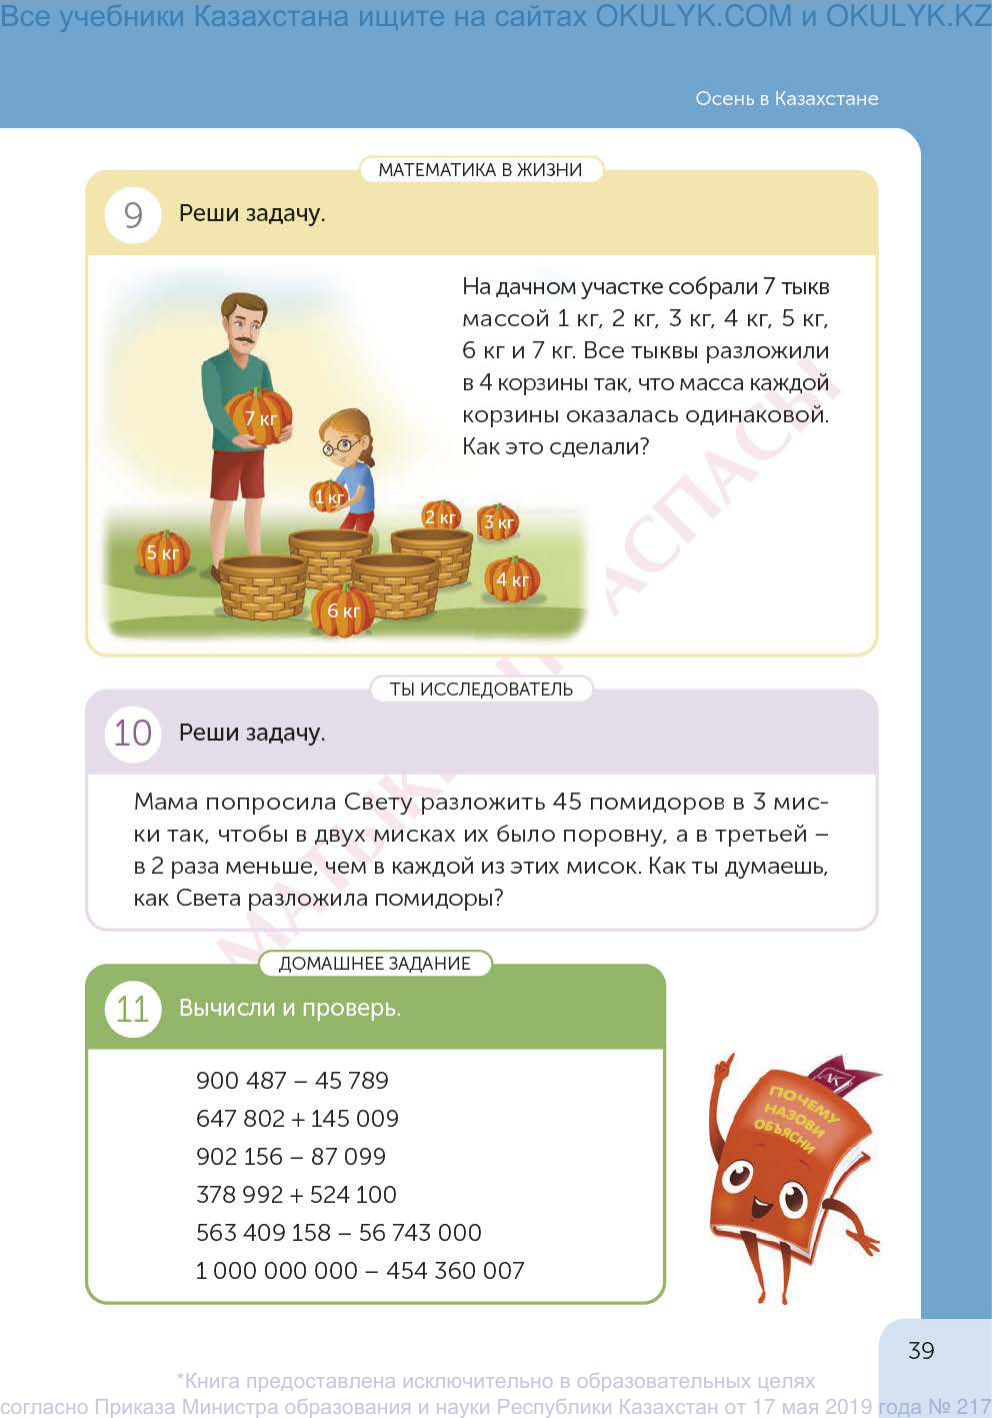 Все учебники Казахстана ищите на сайтах OKULYK.COM и OKULYK.KZ
Осень в Казахстане
МАТЕМАТИКА В ЖИЗНИ
9 Реши задачу.
На дачном участке собрали 7 тыкв
массой 1 кг, 2 кг, 3 кг, 4 кг, 5 кг,
6 кг и 7 кг. Все тыквы разложили
в 4 корзины так, что масса каждой
корзины оказалась одинаковой.
Как это сделали?
7 кг
1 кг
2 кг
3 кг
5 кг
4 кг
6 кг
ТЫ ИССЛЕДОВАТЕЛЬ
10 Реши задачу.
Мама попросила Свету разложить 45 помидоров в 3 мис-
ки так, чтобы в двух мисках их было поровну, а в третьей –
в 2 раза меньше, чем в каждой из этих мисок. Как ты думаешь,
как Света разложила помидоры?
ДОМАШНЕЕ ЗАДАНИЕ
11 Вычисли и проверь.
900 487 – 45 789
647 802 + 145 009
902 156 – 87 099
378 992 + 524 100
563 409 158 – 56 743 000
1 000 000 000 – 454 360 007
АК
ПОЧЕМУ
НАЗОВИ
ОБЪЯСНИ
39
*Книга предоставлена исключительно в образовательных целях
согласно Приказа Министра образования и науки Республики Казахстан от 17 мая 2019 года № 217